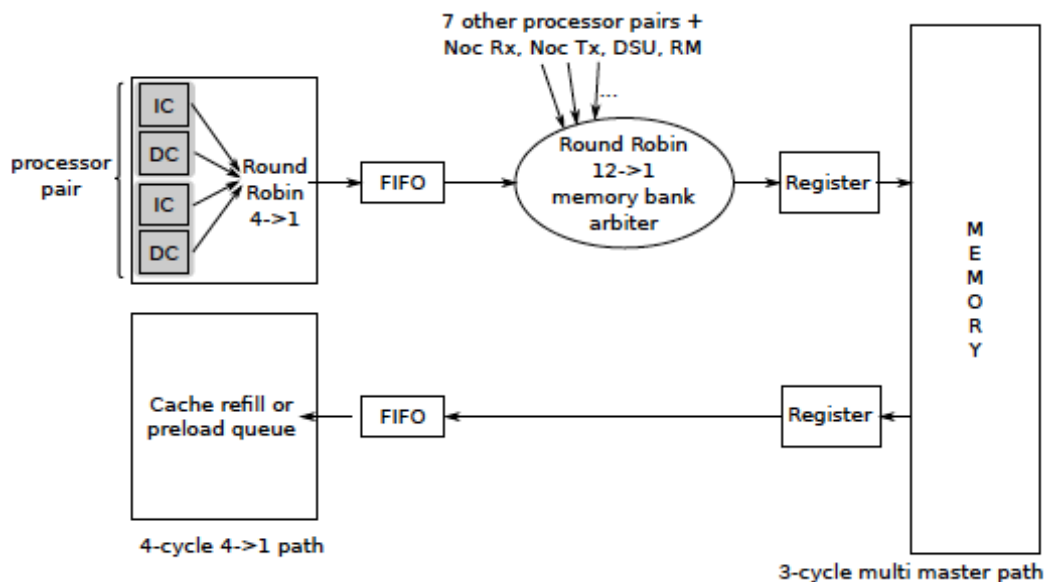 7 other processor pairs +
Noc Rx, Noc Tx, DSU, RM
...
processor
pair
IC
DC
IC
DC
Round
Robin
4->1
FIFO
Round Robin
12->1
memory bank
arbiter
Register
M
E
M
O
R
Y
Cache refill or
preload queue
FIFO
Register
4-cycle 4->1 path
3-cycle multi master path